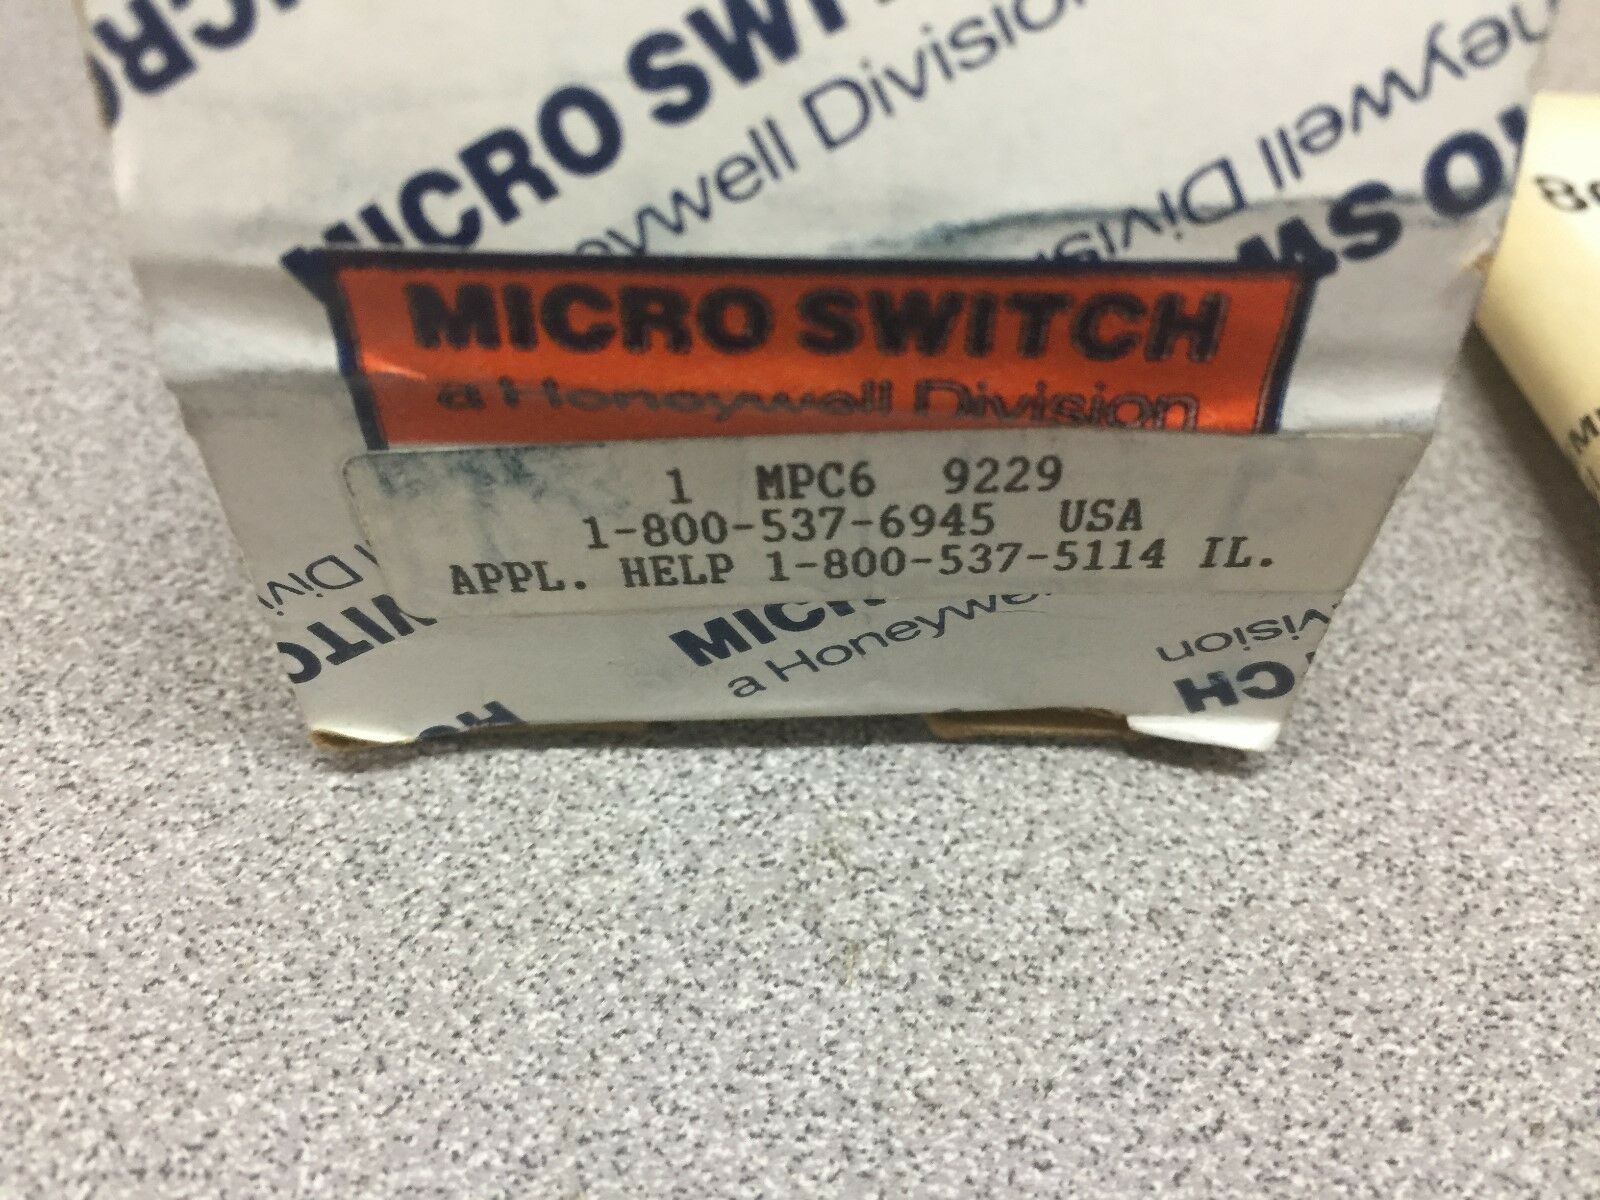 MICRO SWITCH
Honeywell Division
MICRO SWITCH
a Honeywell Division
1 MPC6 9229
1-800-537-6945 USA
APPL. HELP 1-800-537-5114 IL.
a Honeywell